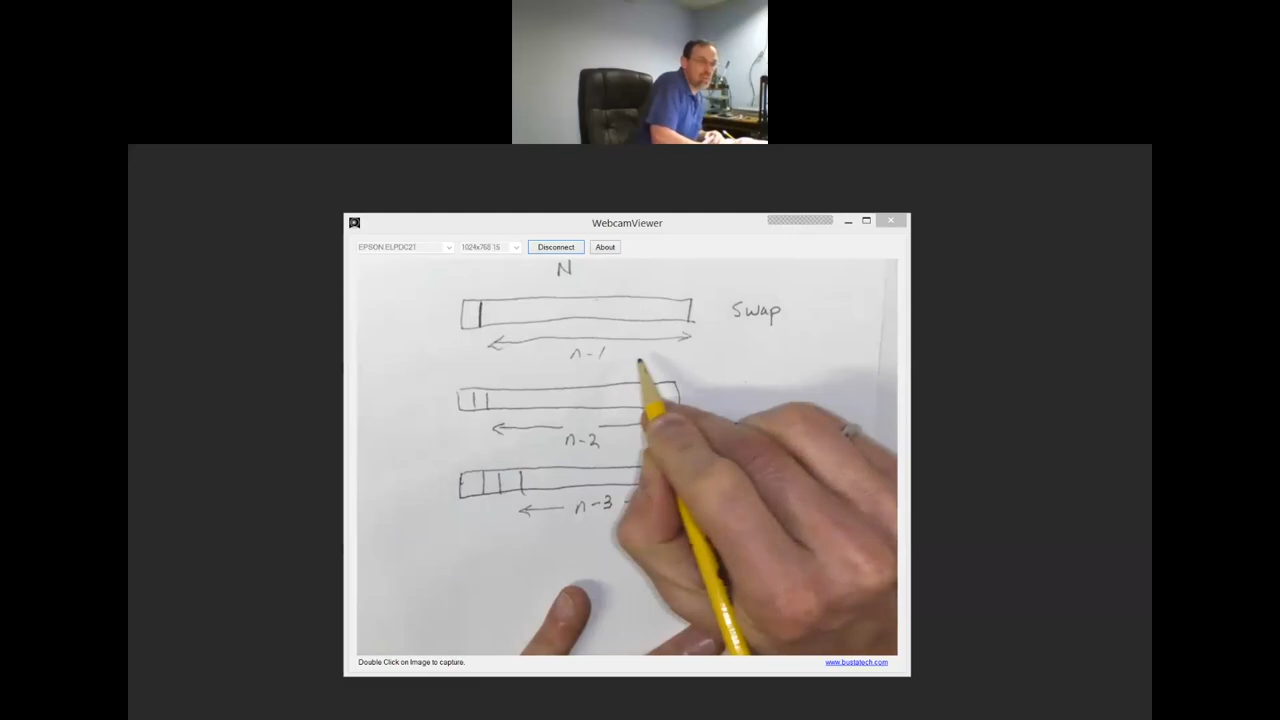 WebcamViewer
EPSON ELPDC21
1024x768 15
Disconnect
About
N
Swap
n-1
n-2
n-3
Double Click on Image to capture.
www.bustatech.com